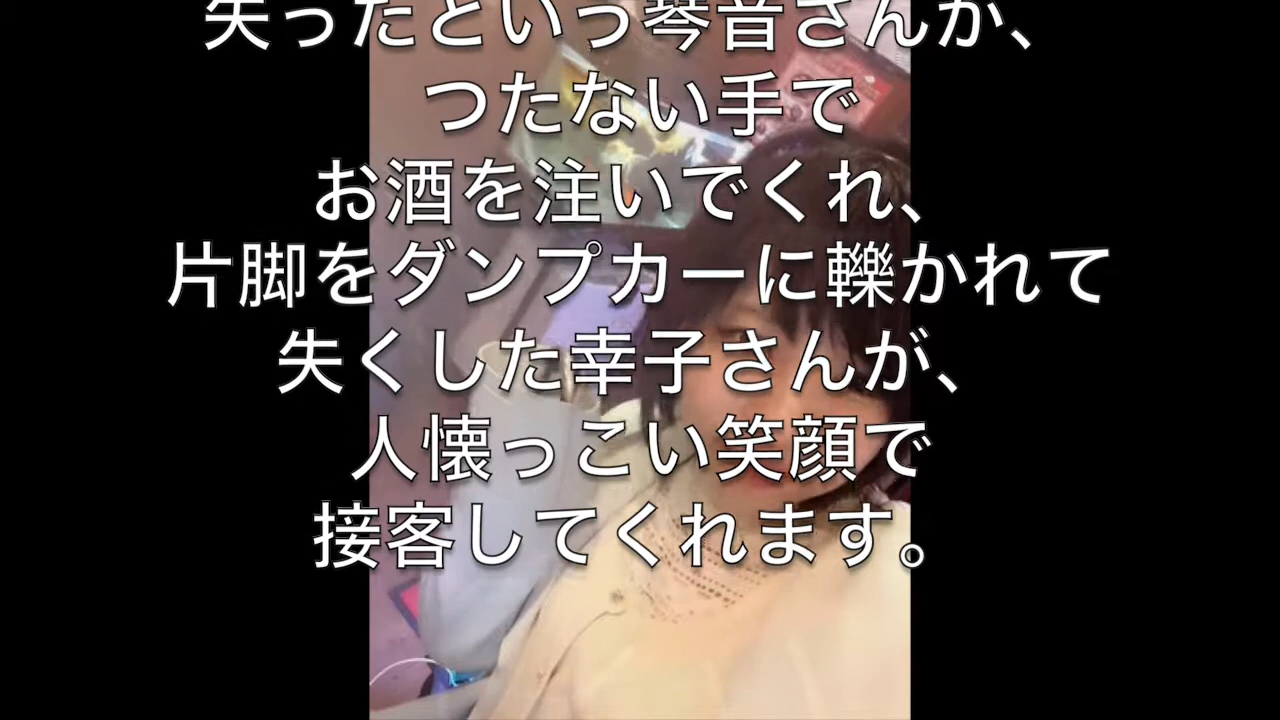 失ったという琴音さんが、
つたない手で
お酒を注いでくれ、
片脚をダンプカーに轢かれて
失くした幸子さんが、
人懐っこい笑顔で
接客してくれます。